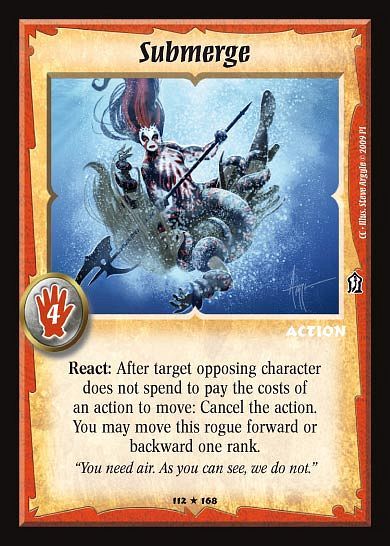 Submerge
CC • Illus. Steve Argyle © 2009 PI
4
ACTION
React: After target opposing character
does not spend to pay the costs of
an action to move: Cancel the action.
You may move this rogue forward or
backward one rank.
“You need air. As you can see, we do not.”
112 ★ 168